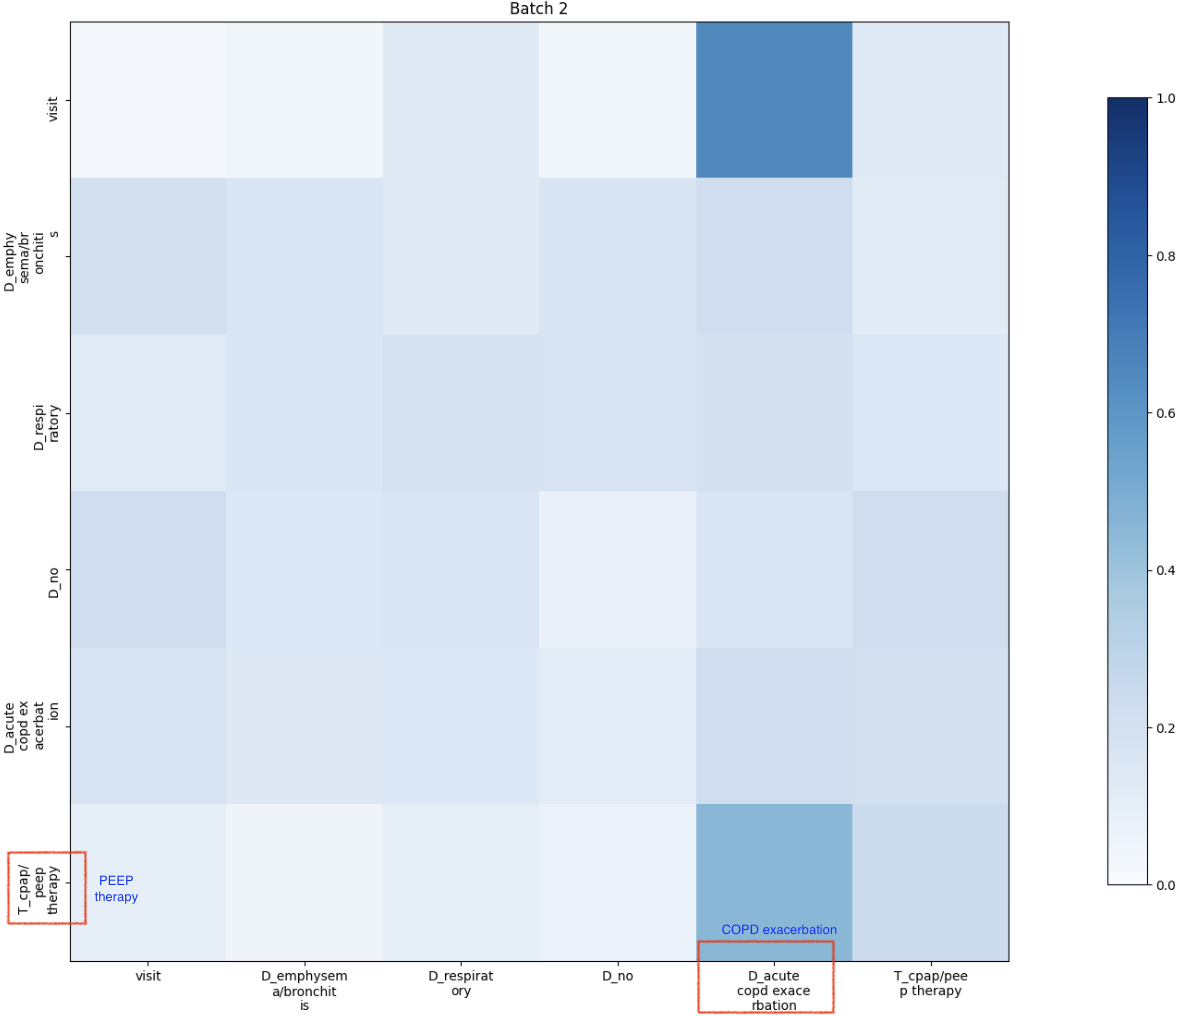 Batch 2
visit
D_emphy
sema/br
onchiti
s
D_respi
ratory
D_no
D_acute
copd ex
acerbat
ion
T_cpap/
peep
therapy
PEEP
therapy
COPD exacerbation
visit
D_emphysem
a/bronchit
is
D_respirat
ory
D_no
D_acute
copd exace
rbation
T_cpap/pee
p therapy
1.0
0.8
0.6
0.4
0.2
0.0